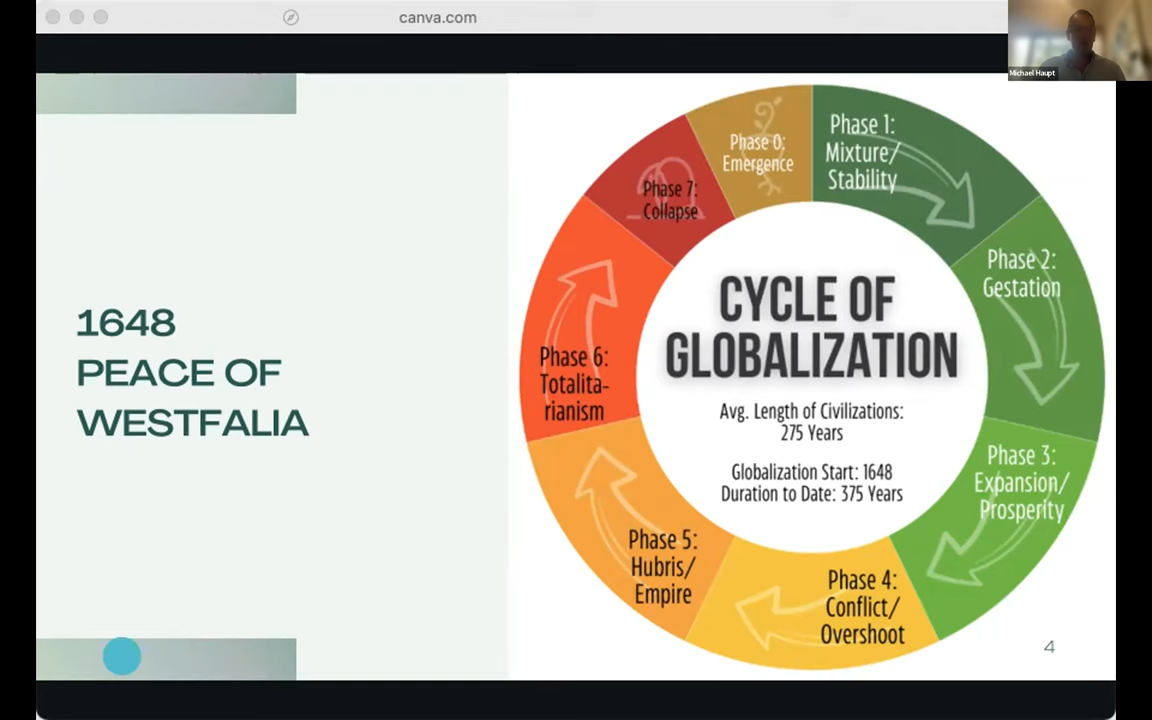 canva.com
Michael Haupt
1648
PEACE OF
WESTFALIA
Phase 0:
Emergence
Phase 1:
Mixture/
Stability
Phase 2:
Gestation
Phase 3:
Expansion/
Prosperity
Phase 4:
Conflict/
Overshoot
Phase 5:
Hubris/
Empire
Phase 6:
Totalita-
rianism
Phase 7:
Collapse
CYCLE OF
GLOBALIZATION
Avg. Length of Civilizations:
275 Years
Globalization Start: 1648
Duration to Date: 375 Years
4